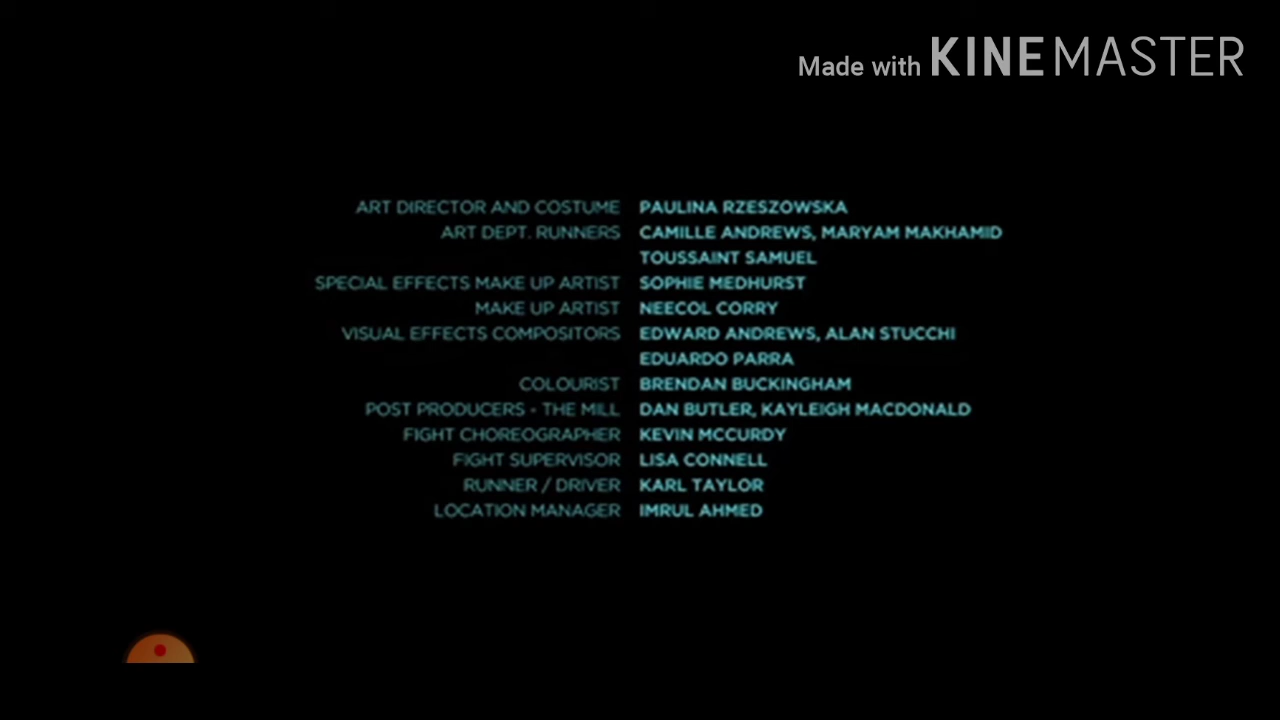 Made with KINEMASTER
ART DIRECTOR AND COSTUME PAULINA RZESZOWSKA
ART DEPT. RUNNERS CAMILLE ANDREWS, MARYAM MAKHAMID
TOUSSAINT SAMUEL
SPECIAL EFFECTS MAKE UP ARTIST SOPHIE MEDHURST
MAKE UP ARTIST NEECOL CORRY
VISUAL EFFECTS COMPOSITORS EDWARD ANDREWS, ALAN STUCCHI
EDUARDO PARRA
COLOURIST BRENDAN BUCKINGHAM
POST PRODUCERS - THE MILL DAN BUTLER, KAYLEIGH MACDONALD
FIGHT CHOREOGRAPHER KEVIN MCCURDY
FIGHT SUPERVISOR LISA CONNELL
RUNNER / DRIVER KARL TAYLOR
LOCATION MANAGER IMRUL AHMED